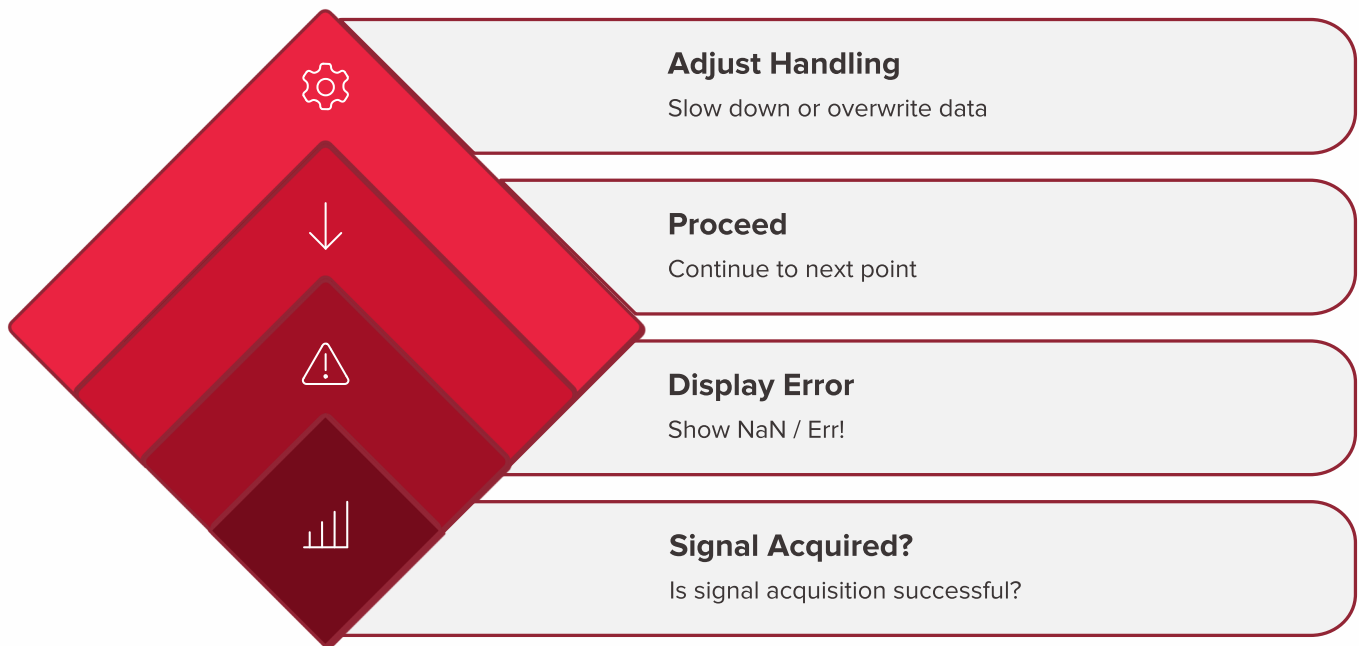 Adjust Handling
Slow down or overwrite data
Proceed
Continue to next point
Display Error
Show NaN / Err!
Signal Acquired?
Is signal acquisition successful?